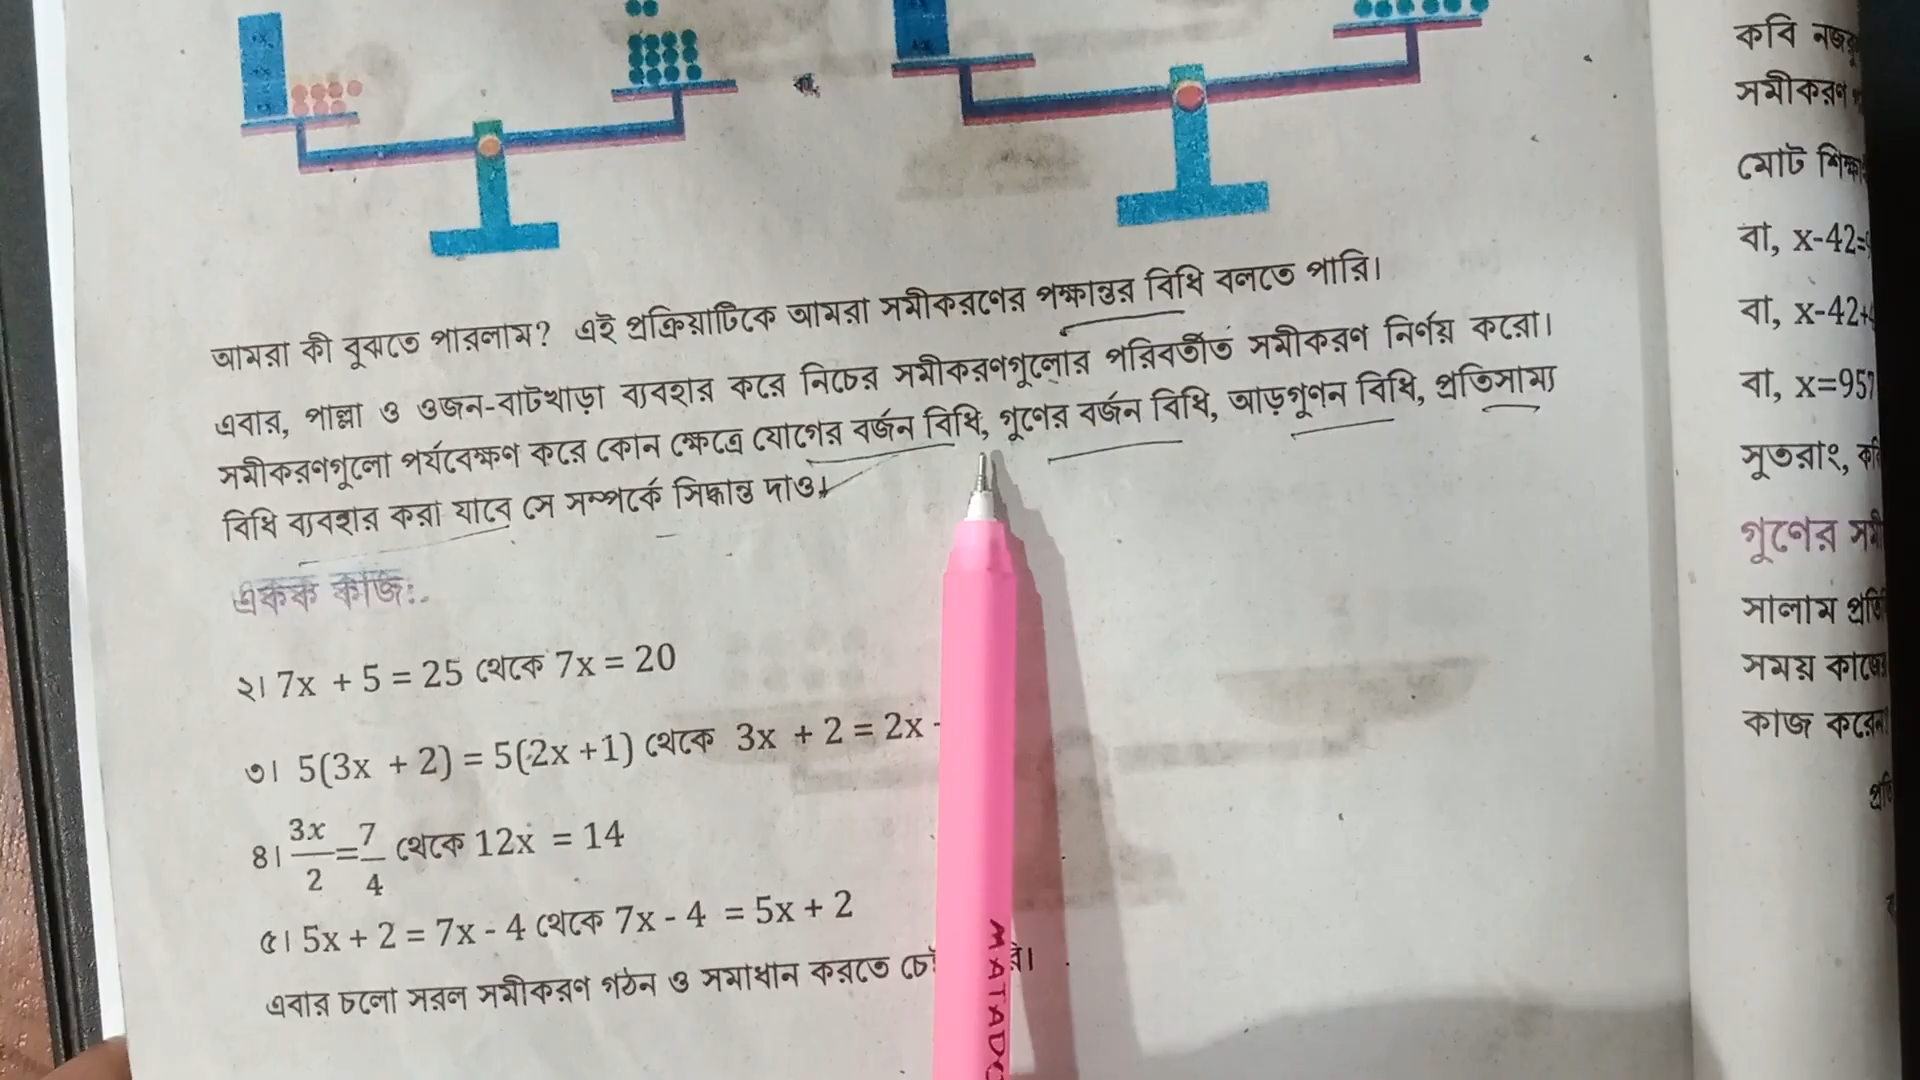 আমরা কী বুঝতে পারলাম? এই প্রক্রিয়াটিকে আমরা সমীকরণের পক্ষান্তর বিধি বলতে পারি।
এবার, পাল্লা ও ওজন-বাটখাড়া ব্যবহার করে নিচের সমীকরণগুলোর পরিবর্তীত সমীকরণ নির্ণয় করো।
সমীকরণগুলো পর্যবেক্ষণ করে কোন ক্ষেত্রে যোগের বর্জন বিধি, গুণের বর্জন বিধি, আড়গুণন বিধি, প্রতিসাম্য
বিধি ব্যবহার করা যাবে সে সম্পর্কে সিদ্ধান্ত দাও।
একক কাজ:
২। 7x + 5 = 25 থেকে 7x = 20
৩। 5(3x + 2) = 5(2x +1) থেকে 3x + 2 = 2x
৪। 3x/2 = 7/4 থেকে 12x = 14
৫। 5x + 2 = 7x - 4 থেকে 7x - 4 = 5x + 2
এবার চলো সরল সমীকরণ গঠন ও সমাধান করতে
MATADO
কবি
সমীকরণ
মোট
বা, x-42=
বা, x-42+
বা, x=957
সুতরাং,
গুণের
সালাম
সময় কাজের
কাজ করেন